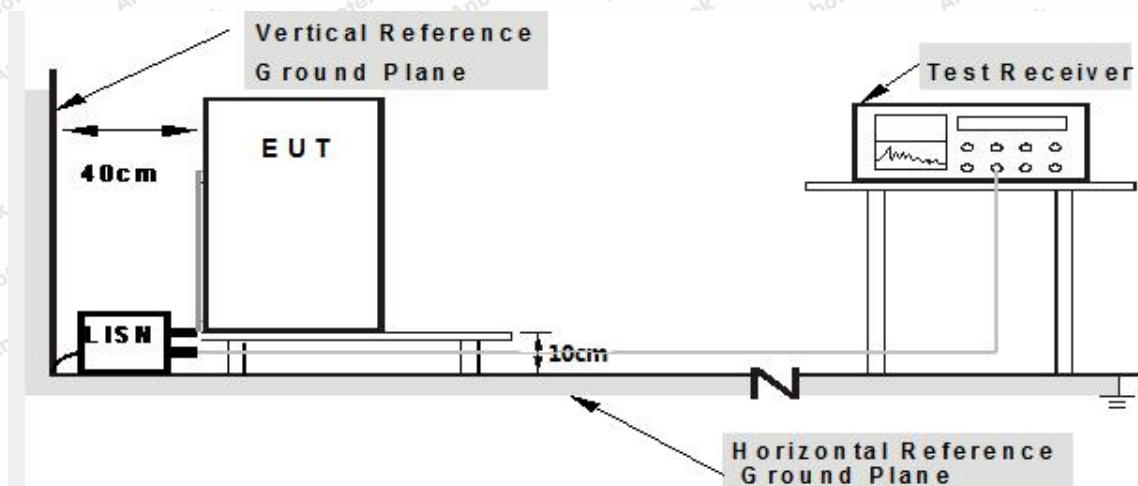 Vertical Reference
Ground Plane
Test Receiver
EUT
40cm
LISN
10cm
Horizontal Reference
Ground Plane